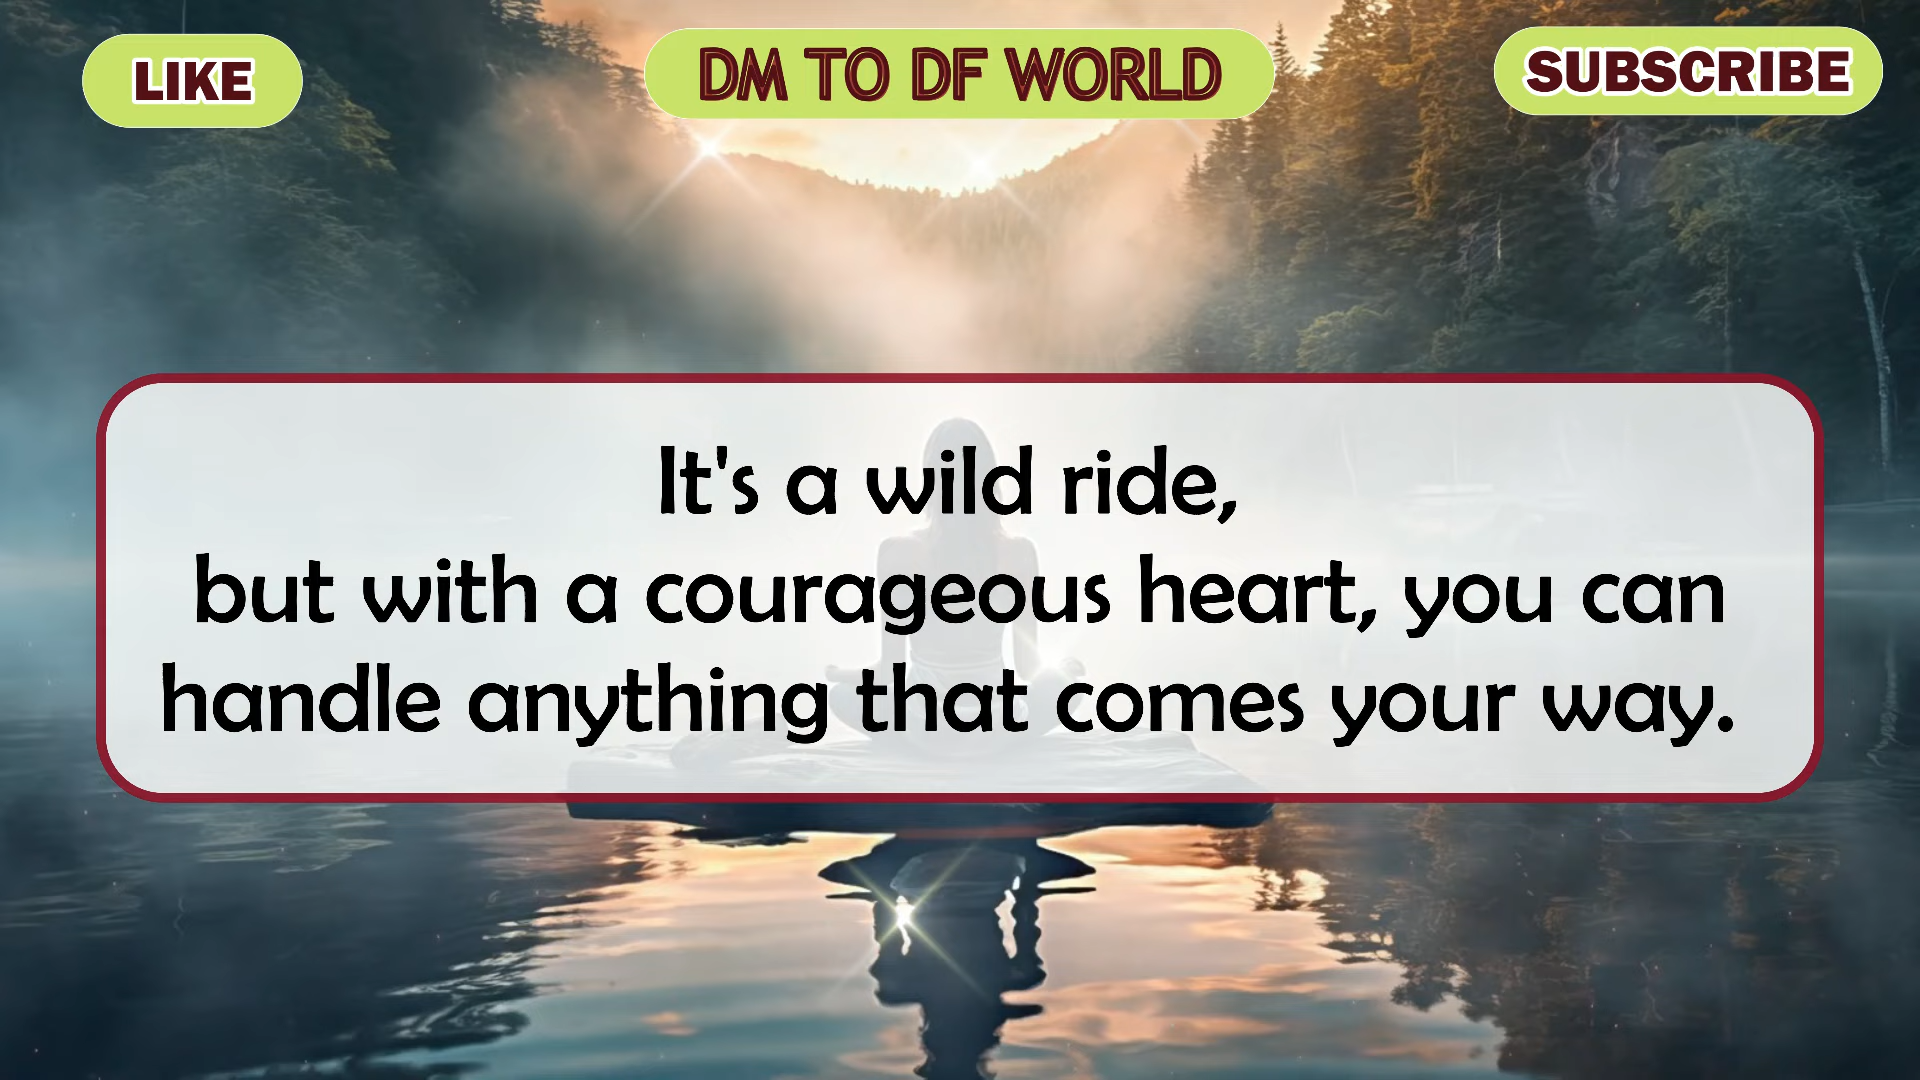 LIKE
DM TO DF WORLD
SUBSCRIBE
It's a wild ride,
but with a courageous heart, you can
handle anything that comes your way.